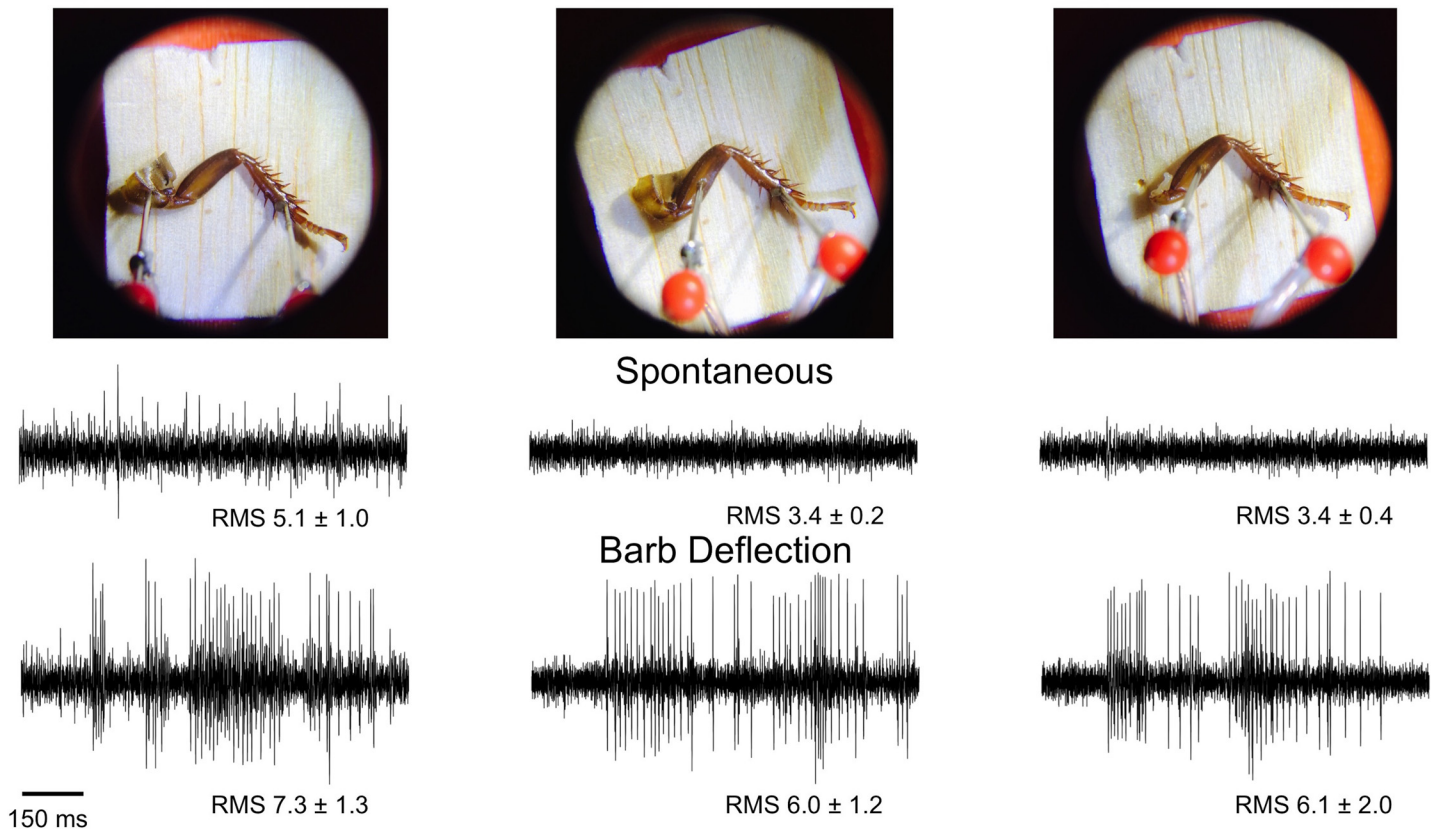 Spontaneous
RMS 5.1 ± 1.0
RMS 3.4 ± 0.2
RMS 3.4 ± 0.4
Barb Deflection
150 ms
RMS 7.3 ± 1.3
RMS 6.0 ± 1.2
RMS 6.1 ± 2.0